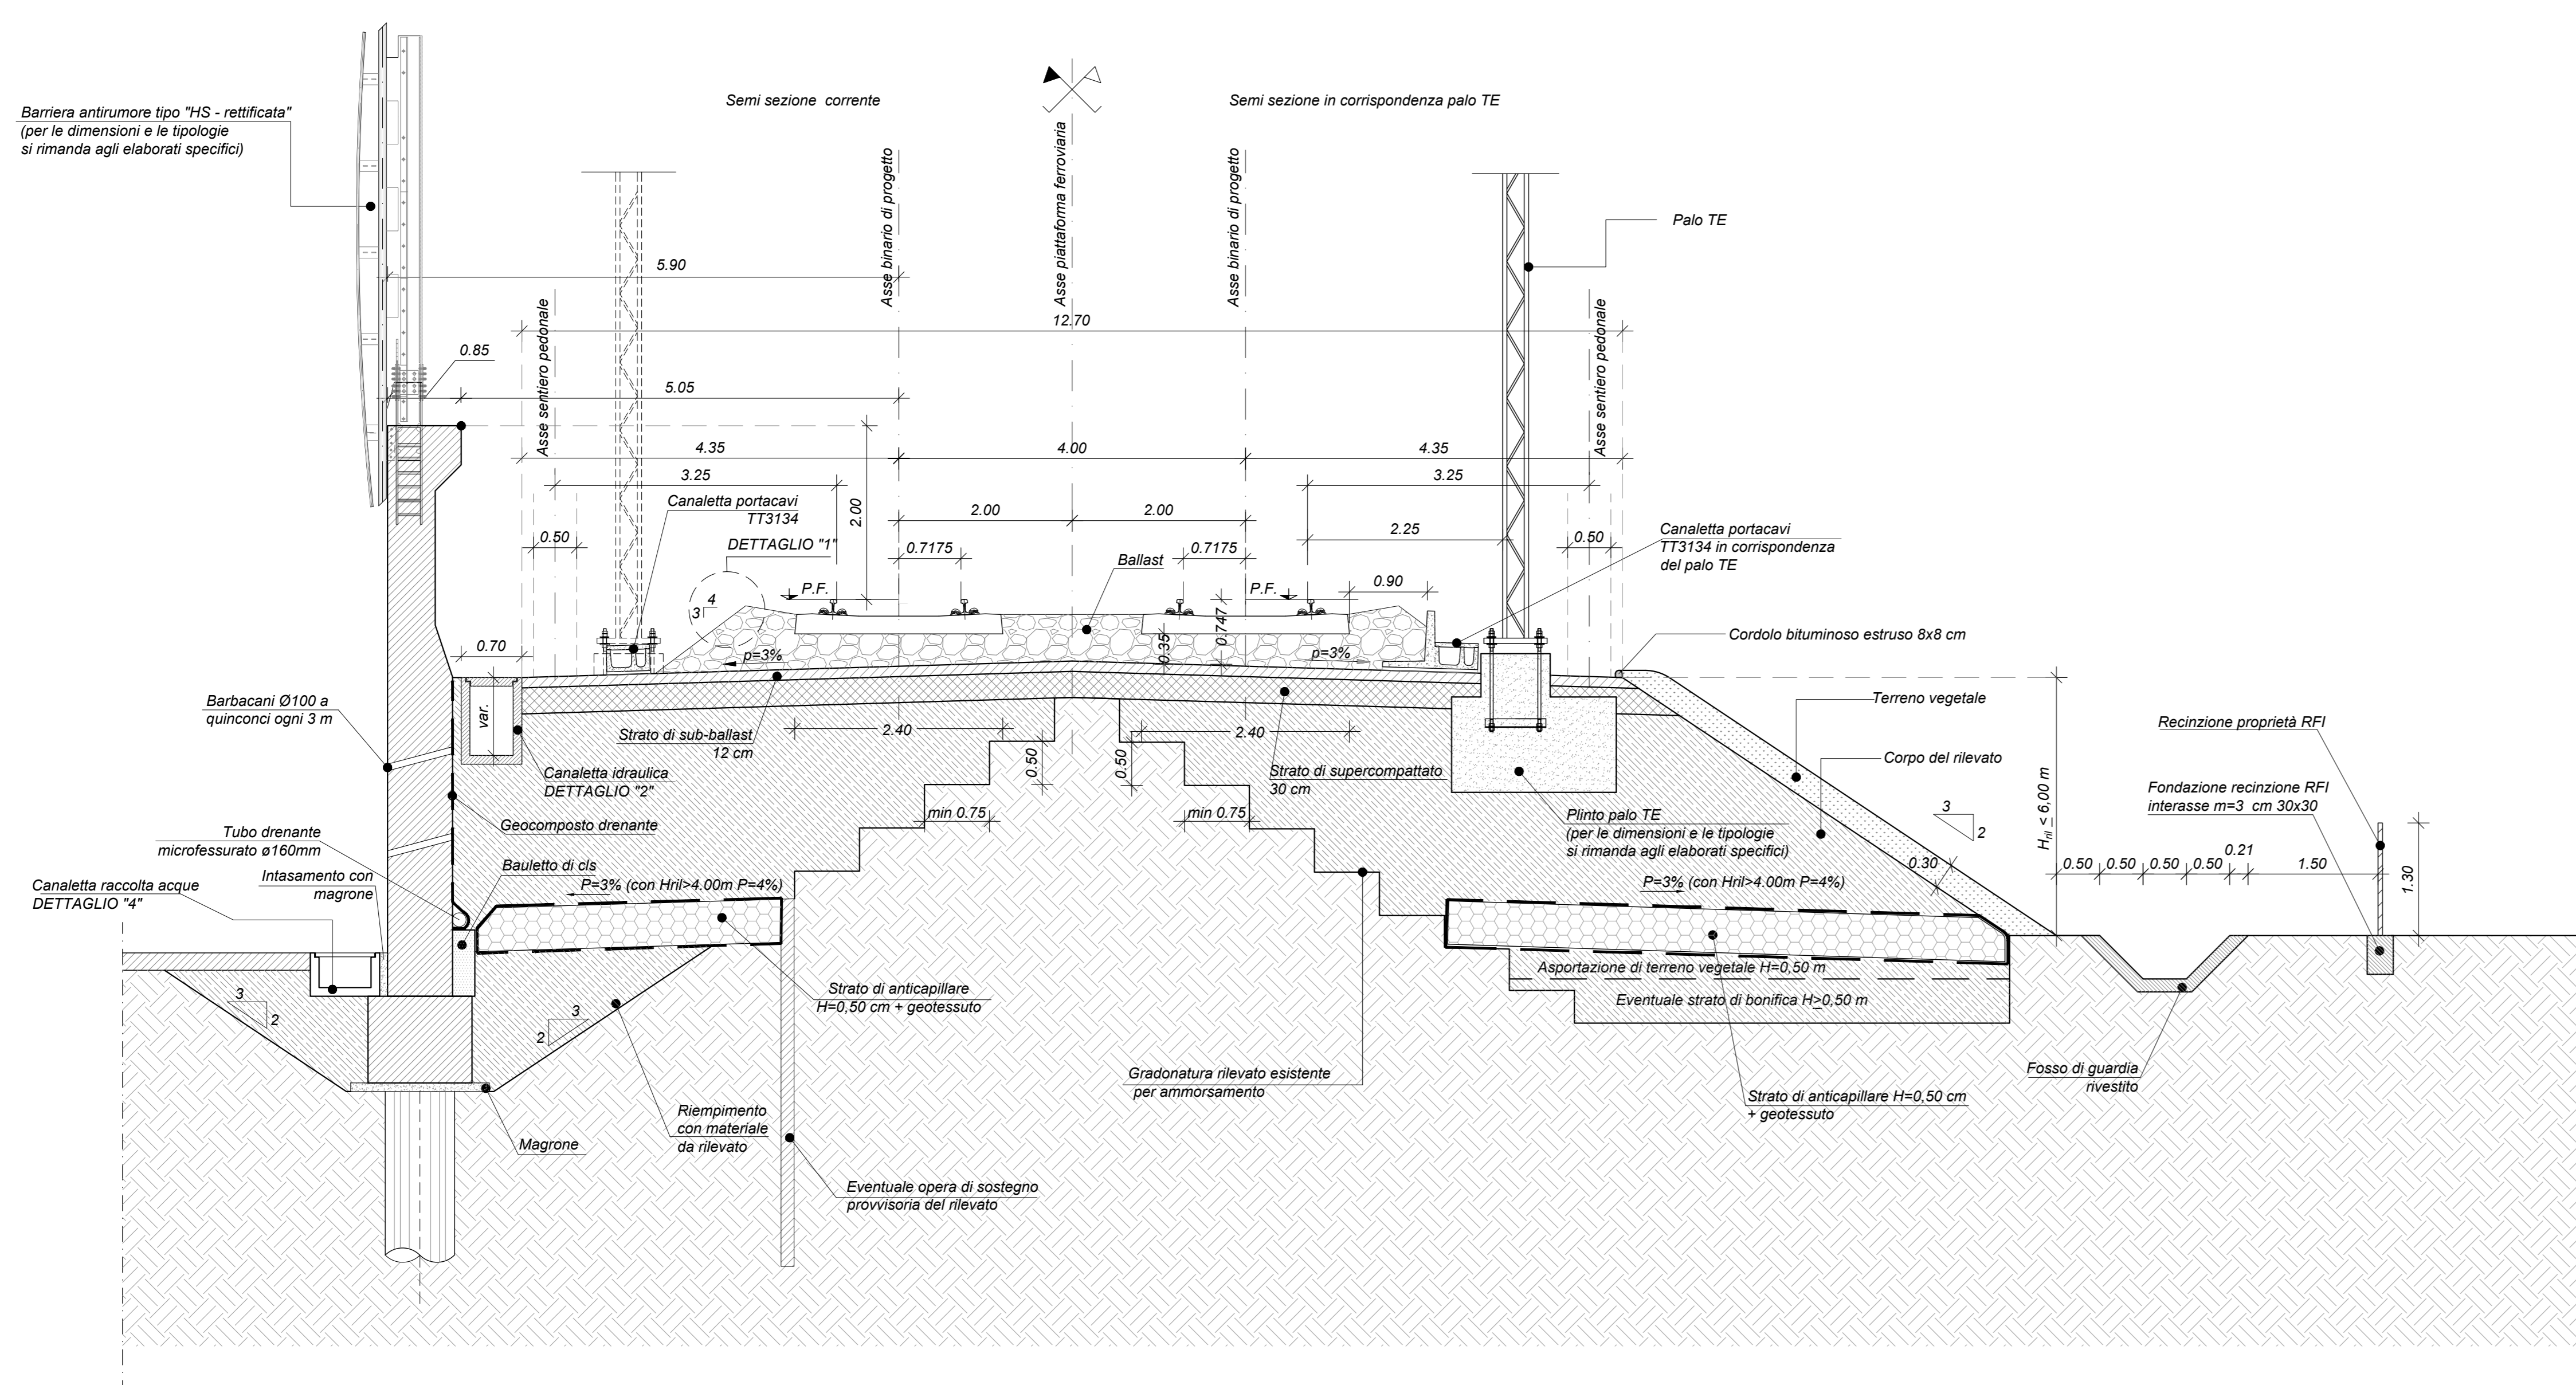 Semi sezione corrente
Semi sezione in corrispondenza palo TE
Barriera antirumore tipo "HS - rettificata"
(per le dimensioni e le tipologie
si rimanda agli elaborati specifici)
Asse binario di progetto
Asse piattaforma ferroviaria
Asse binario di progetto
Palo TE
5.90
Asse sentiero pedonale
12.70
Asse sentiero pedonale
0.85
5.05
4.35
4.00
4.35
3.25
3.25
Canaletta portacavi
TT3134
2.00
2.00
2.00
DETTAGLIO "1"
0.50
0.7175
0.7175
2.25
0.50
Canaletta portacavi
TT3134 in corrispondenza
del palo TE
Ballast
P.F.
P.F.
0.90
3
4
0.747
0.35
Cordolo bituminoso estruso 8x8 cm
0.70
p=3%
p=3%
Barbacani Ø100 a
quinconci ogni 3 m
var.
Terreno vegetale
Recinzione proprietà RFI
Strato di sub-ballast
12 cm
2.40
2.40
0.50
0.50
Corpo del rilevato
Canaletta idraulica
DETTAGLIO "2"
Strato di supercompattato
30 cm
Fondazione recinzione RFI
interasse m=3 cm 30x30
H ril < 6,00 m
min 0.75
min 0.75
3
2
Geocomposto drenante
Plinto palo TE
(per le dimensioni e le tipologie
si rimanda agli elaborati specifici)
Tubo drenante
microfessurato ø160mm
Bauletto di cls
0.30
0.50
0.50
0.50
0.50
0.21
1.50
1.30
Intasamento con
magrone
Canaletta raccolta acque
DETTAGLIO "4"
P=3% (con Hril>4.00m P=4%)
P=3% (con Hril>4.00m P=4%)
Asportazione di terreno vegetale H=0,50 m
Eventuale strato di bonifica H≥0,50 m
Strato di anticapillare
H=0,50 cm + geotessuto
3
2
3
2
Gradonatura rilevato esistente
per ammorsamento
Fosso di guardia
rivestito
Strato di anticapillare H=0,50 cm
+ geotessuto
Riempimento
con materiale
da rilevato
Magrone
Eventuale opera di sostegno
provvisoria del rilevato